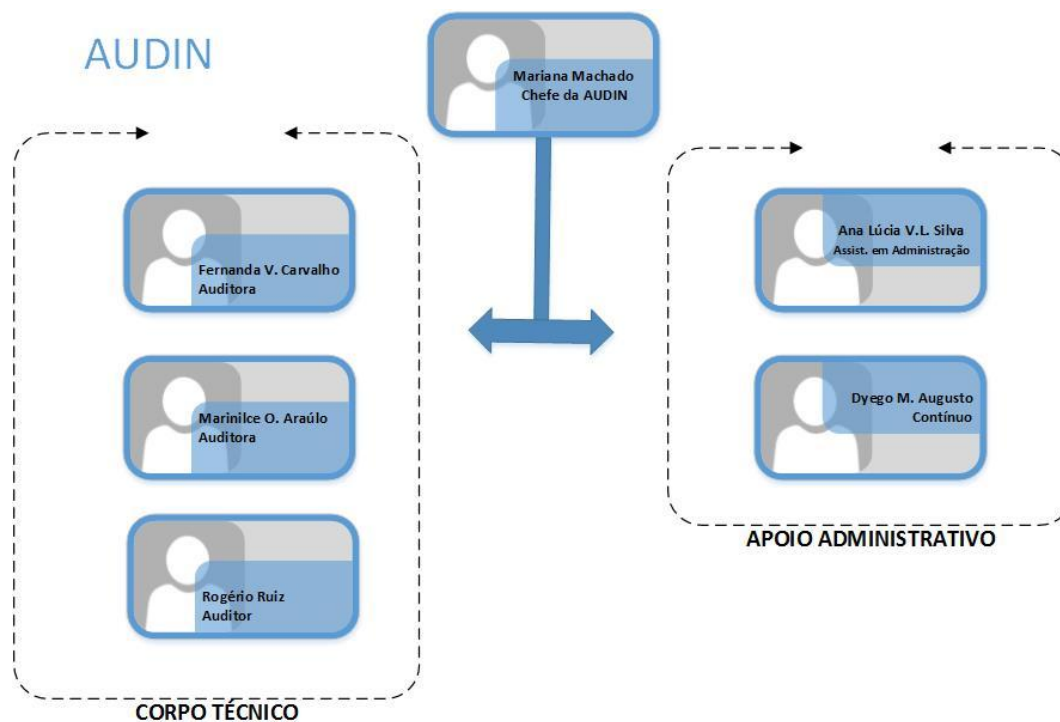 AUDIN
Mariana Machado
Chefe da AUDIN
Fernanda V. Carvalho
Auditora
Marinilce O. Araúlo
Auditora
Rogério Ruiz
Auditor
CORPO TÉCNICO
Ana Lúcia V.L. Silva
Assist. em Administração
Dyego M. Augusto
Contínuo
APOIO ADMINISTRATIVO